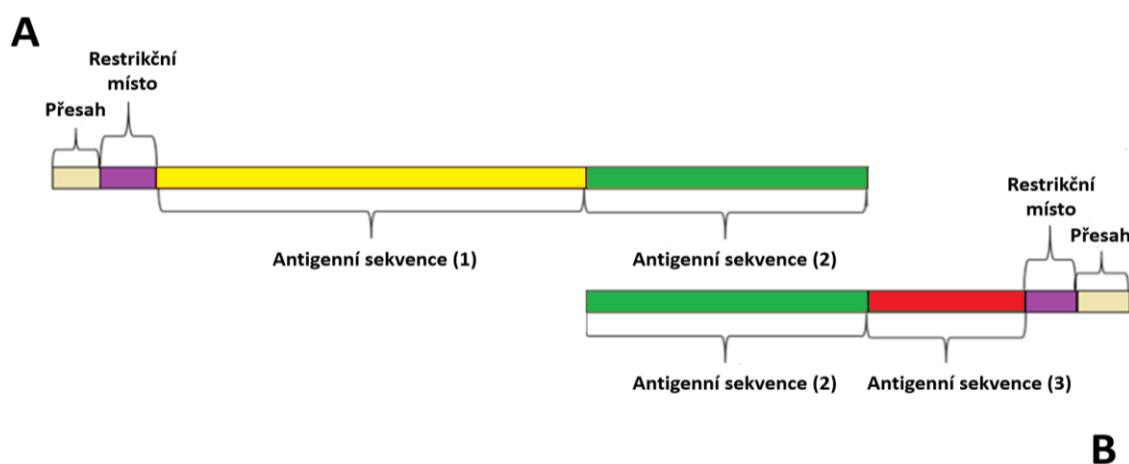 A
Restrikční
místo
Přesah
Antigenní sekvence (1)
Antigenní sekvence (2)
Restrikční
místo
Přesah
Antigenní sekvence (2)
Antigenní sekvence (3)
B